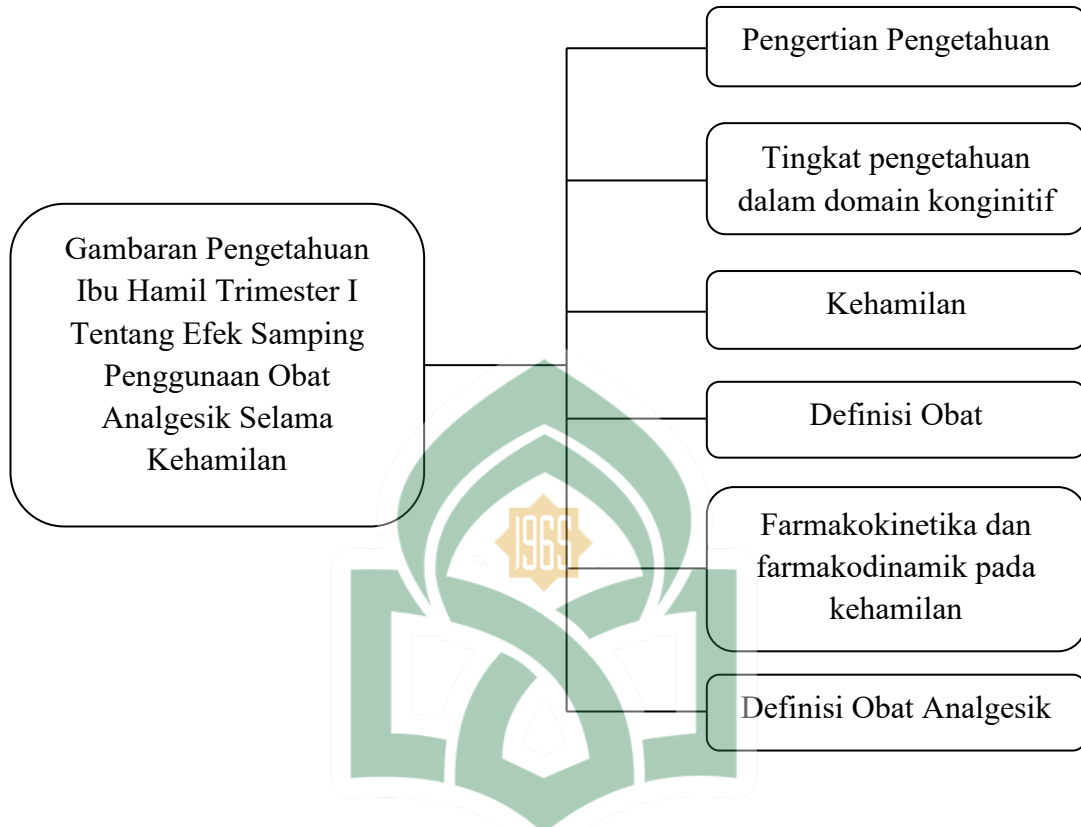 Gambaran Pengetahuan
Ibu Hamil Trimester I
Tentang Efek Samping
Penggunaan Obat
Analgesik Selama
Kehamilan
Pengertian Pengetahuan
Tingkat pengetahuan
dalam domain konginitif
Kehamilan
Definisi Obat
Farmakokinetika dan
farmakodinamik pada
kehamilan
Definisi Obat Analgesik
1965